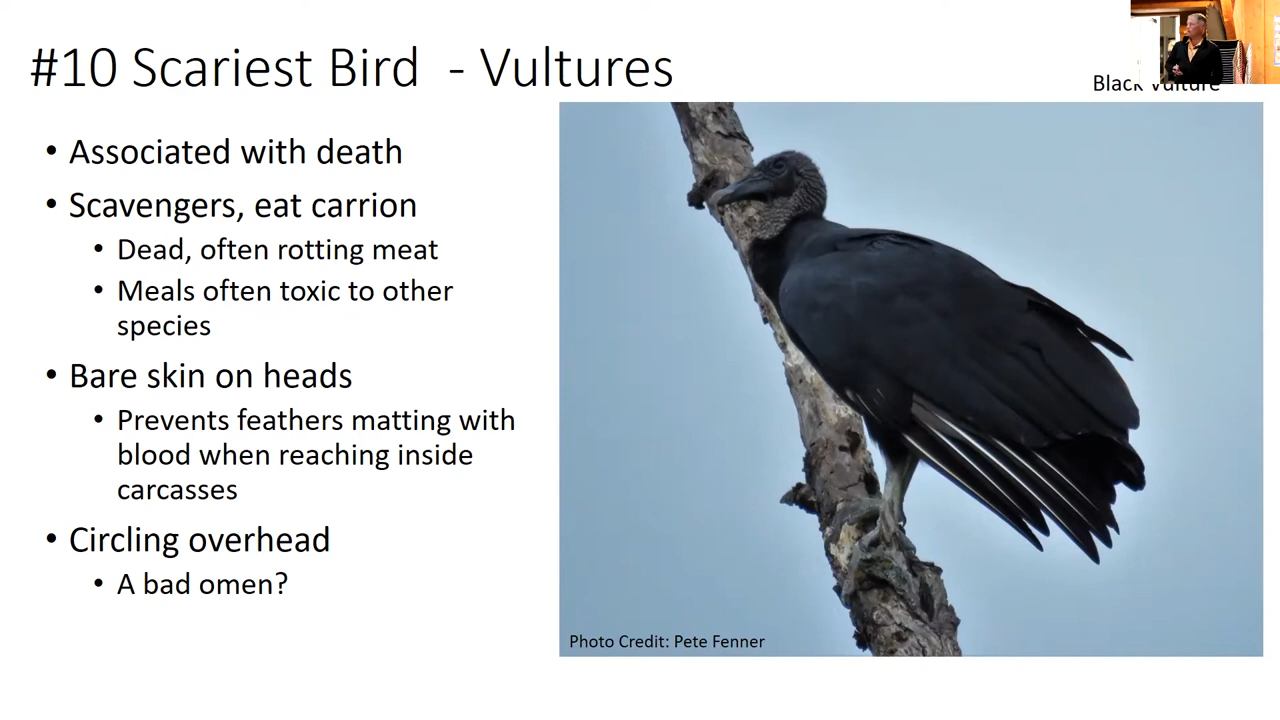 #10 Scariest Bird - Vultures
Black Vulture
• Associated with death
• Scavengers, eat carrion
• Dead, often rotting meat
• Meals often toxic to other
species
• Bare skin on heads
• Prevents feathers matting with
blood when reaching inside
carcasses
• Circling overhead
• A bad omen?
Photo Credit: Pete Fenner